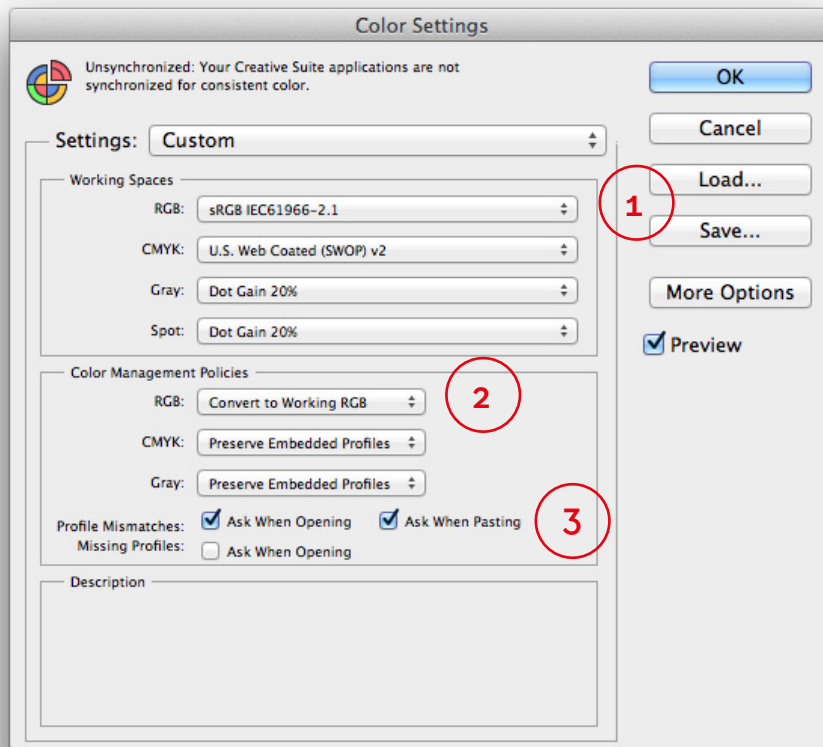 Color Settings
Unsynchronized: Your Creative Suite applications are not
synchronized for consistent color.
OK
Cancel
Settings: Custom
Load...
Working Spaces
RGB: sRGB IEC61966-2.1
1
Save...
CMYK: U.S. Web Coated (SWOP) v2
Gray: Dot Gain 20%
More Options
Spot: Dot Gain 20%
Preview
Color Management Policies
RGB: Convert to Working RGB
2
CMYK: Preserve Embedded Profiles
Gray: Preserve Embedded Profiles
Profile Mismatches: Ask When Opening Ask When Pasting
3
Missing Profiles: Ask When Opening
Description